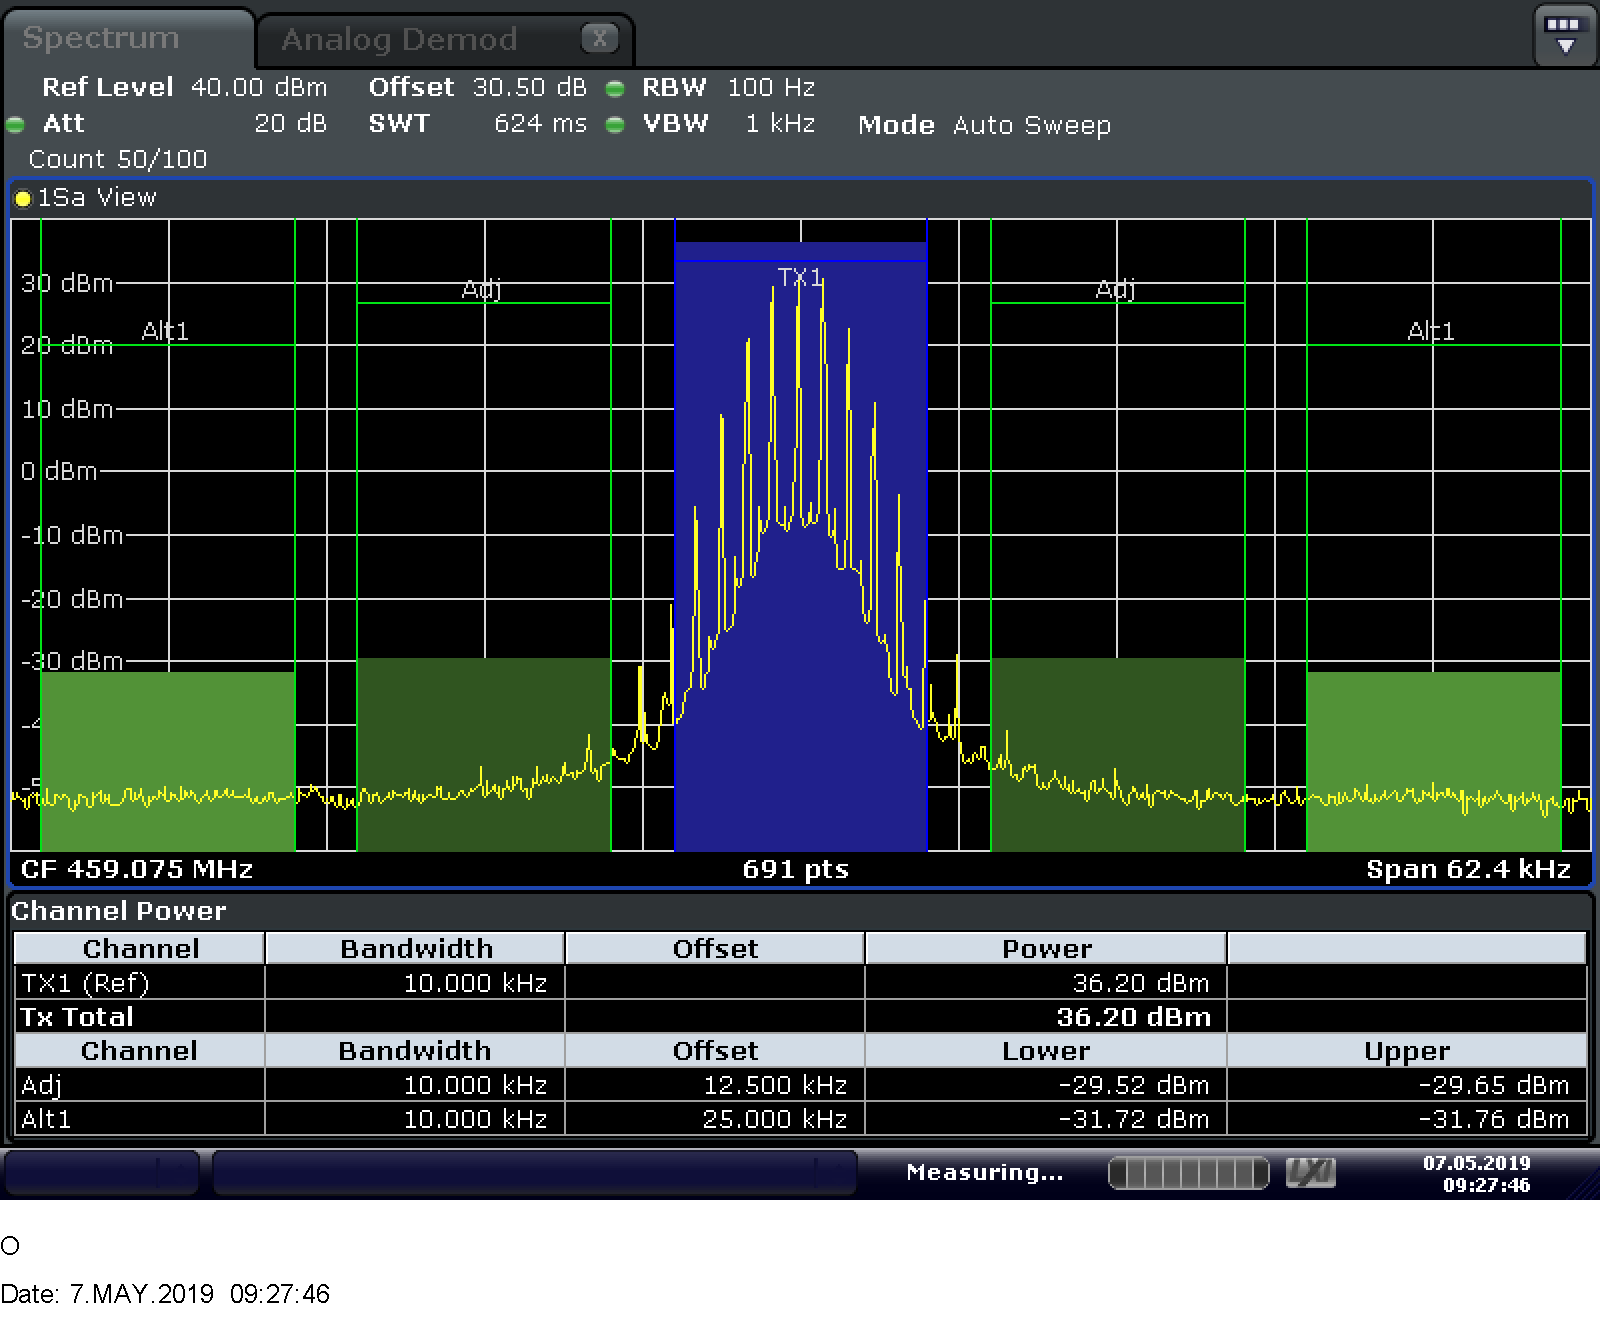 Spectrum Analog Demod X
Ref Level 40.00 dBm Offset 30.50 dB RBW 100 Hz
Att 20 dB SWT 624 ms VBW 1 kHz Mode Auto Sweep
Count 50/100
1Sa View
30 dBm
Adj
TX1
Adj
Alt1
20 dBm
Alt1
10 dBm
0 dBm
-10 dBm
-20 dBm
-30 dBm
-4
-5
CF 459.075 MHz 691 pts Span 62.4 kHz
Channel Power
Channel Bandwidth Offset Power
TX1 (Ref) 10.000 kHz 36.20 dBm
Tx Total 36.20 dBm
Channel Bandwidth Offset Lower Upper
Adj 10.000 kHz 12.500 kHz -29.52 dBm -29.65 dBm
Alt1 10.000 kHz 25.000 kHz -31.72 dBm -31.76 dBm
Measuring... LXI 07.05.2019
09:27:46
O
Date: 7.MAY.2019 09:27:46